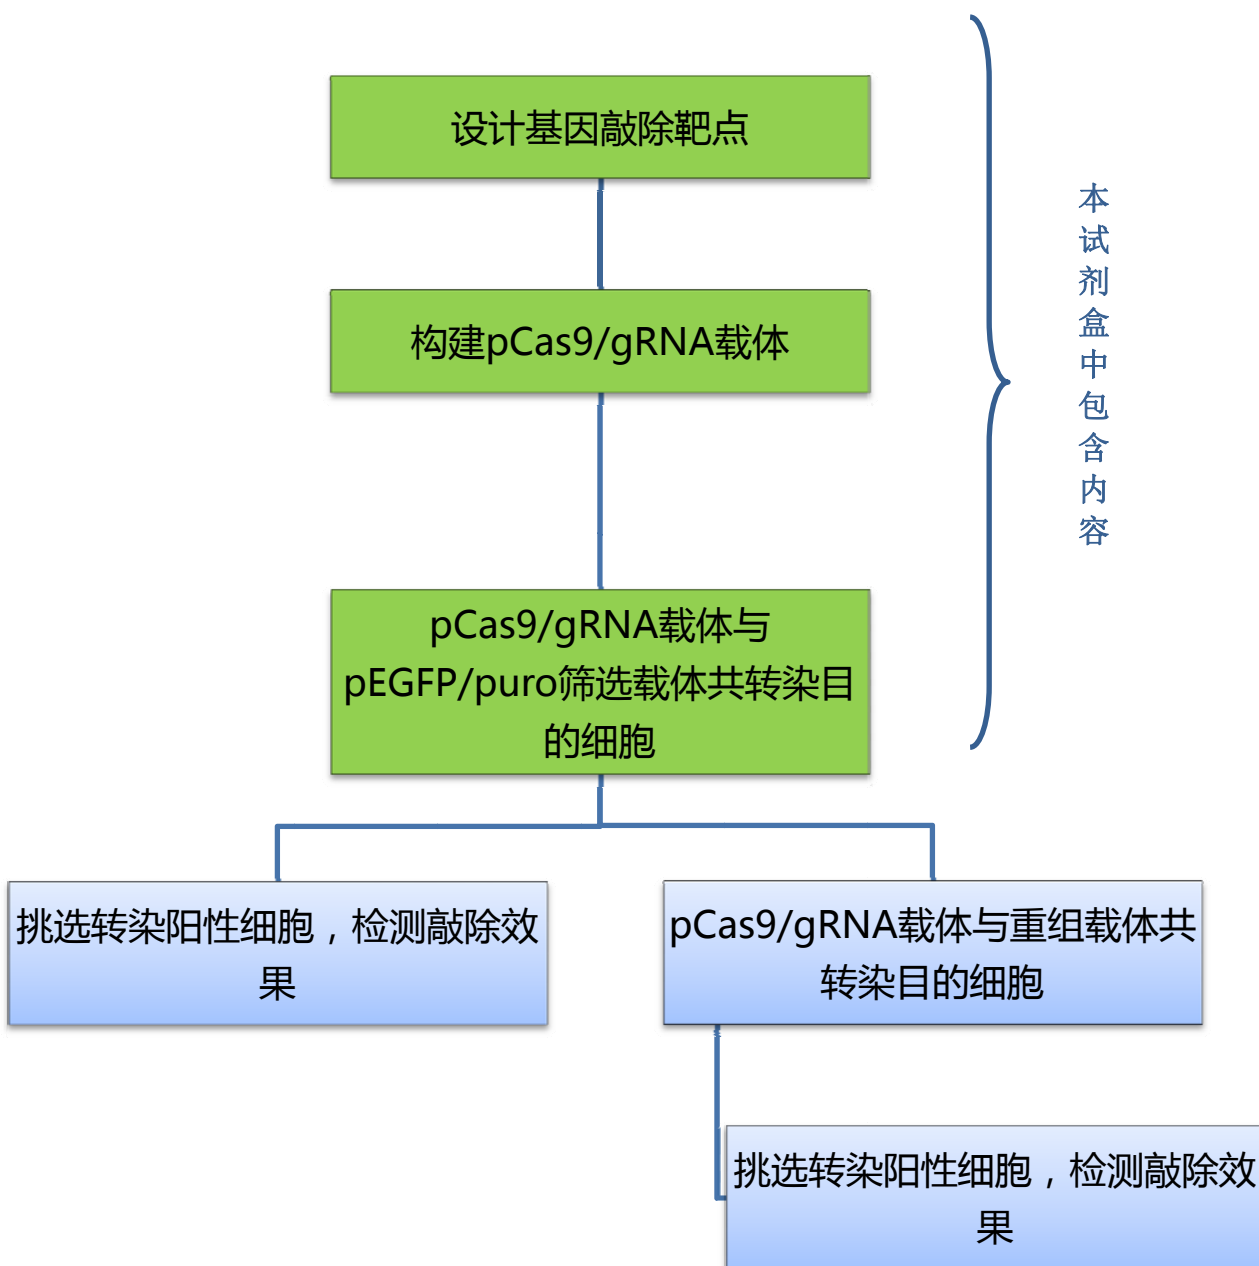 设计基因敲除靶点
构建pCas9/gRNA载体
pCas9/gRNA载体与
pEGFP/puro筛选载体共转染目
的细胞
本试剂盒中包含内容
挑选转染阳性细胞，检测敲除效
果
pCas9/gRNA载体与重组载体共
转染目的细胞
挑选转染阳性细胞，检测敲除效
果